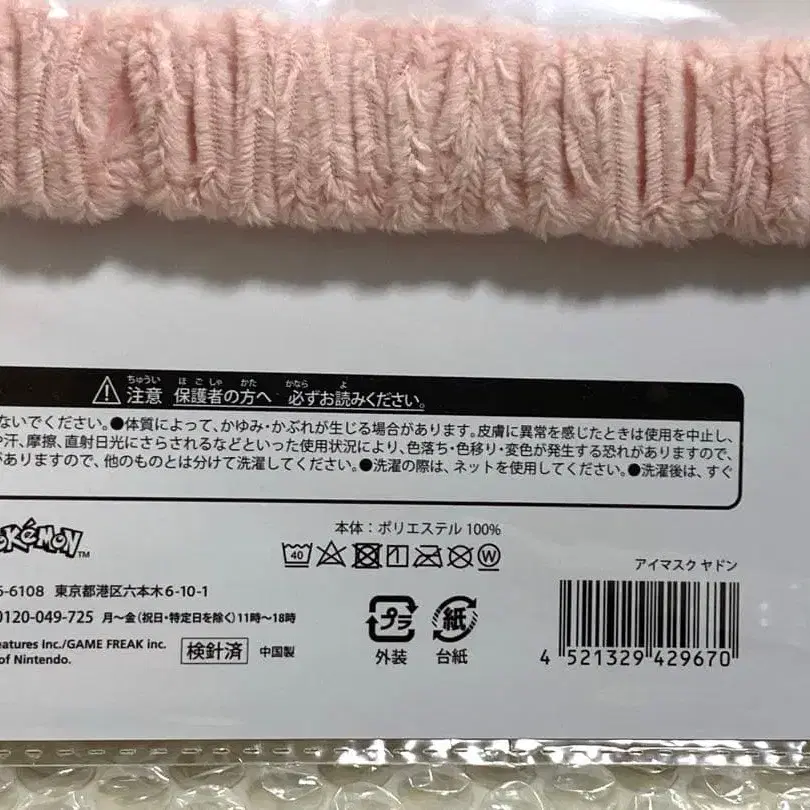 注意 保護者の方へ 必ずお読みください。
ないでください。●体質によって、かゆみ・かぶれが生じる場合があります。皮膚に異常を感じたときは使用を中止し、
や汗、摩擦、直射日光にさらされるなどといった使用状況により、色落ち・色移り・変色が発生する恐れがありますので、
がありますので、他のものとは分けて洗濯してください。●洗濯の際は、ネットを使用してください。●洗濯後は、すぐ
POKéMON TM
本体：ポリエステル 100%
40 W
アイマスク ヤドン
6-6108 東京都港区六本木6-10-1
0120-049-725 月〜金（祝日・特定日を除く）11時〜18時
eatures Inc./GAME FREAK inc.
of Nintendo.
検針済 中国製
プラ 外装
紙 台紙
4 521329 429670